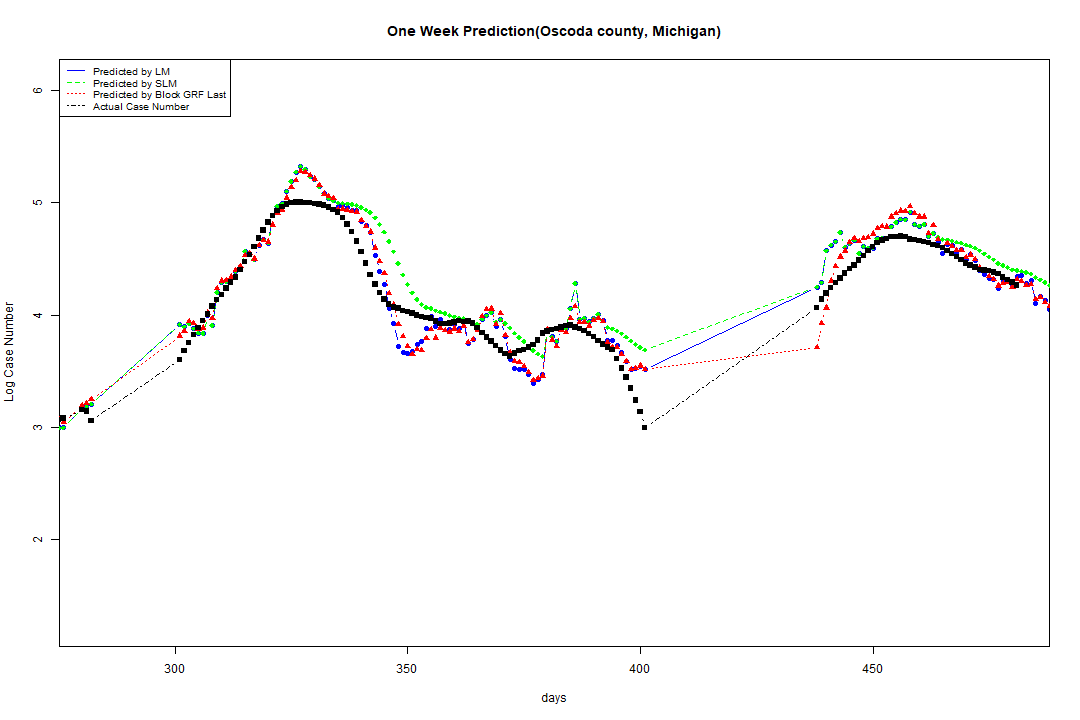 One Week Prediction(Oscoda county, Michigan)
Predicted by LM
Predicted by SLM
Predicted by Block GRF Last
Actual Case Number
Log Case Number
6
5
4
3
2
300
350
400
450
days